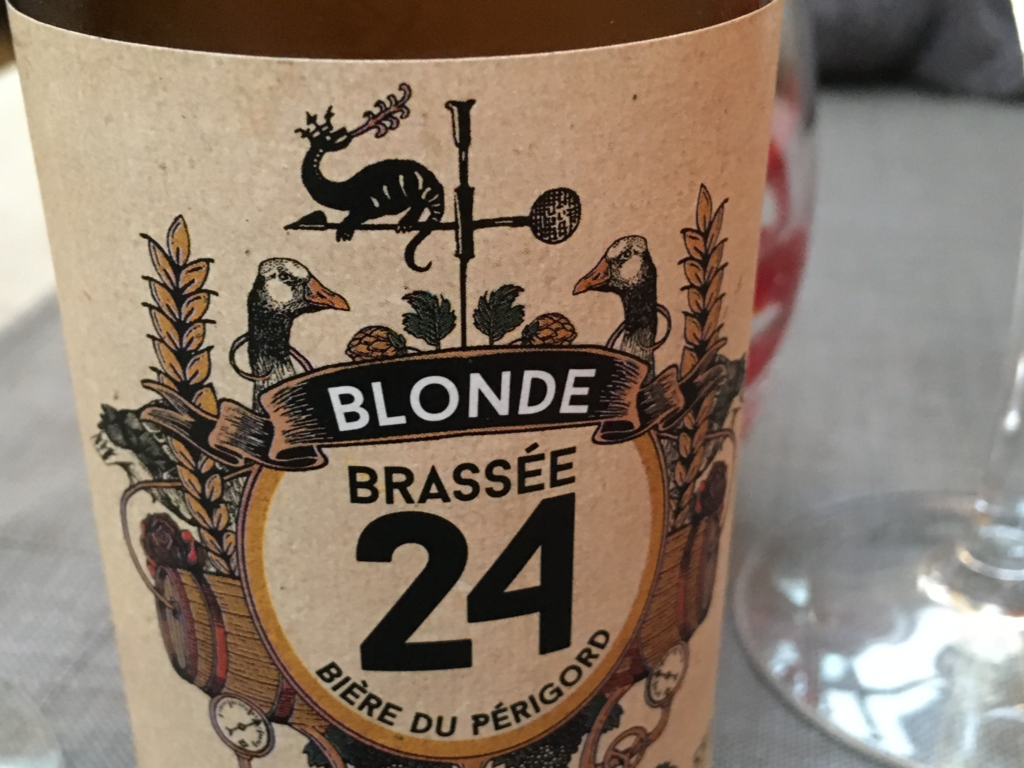 BLONDE
BRASSÉE
24
BIÈRE DU PÉRIGORD